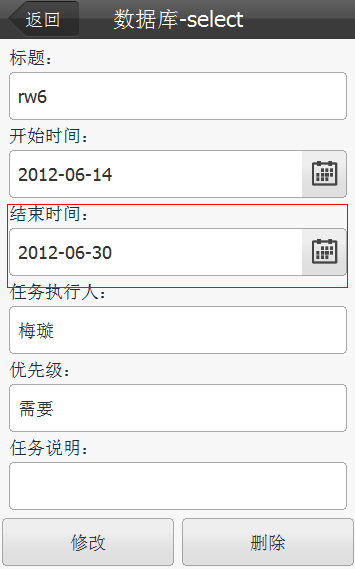 返回
数据库-select
标题：
rw6
开始时间：
2012-06-14
结束时间：
2012-06-30
任务执行人：
梅璇
优先级：
需要
任务说明：
修改
删除